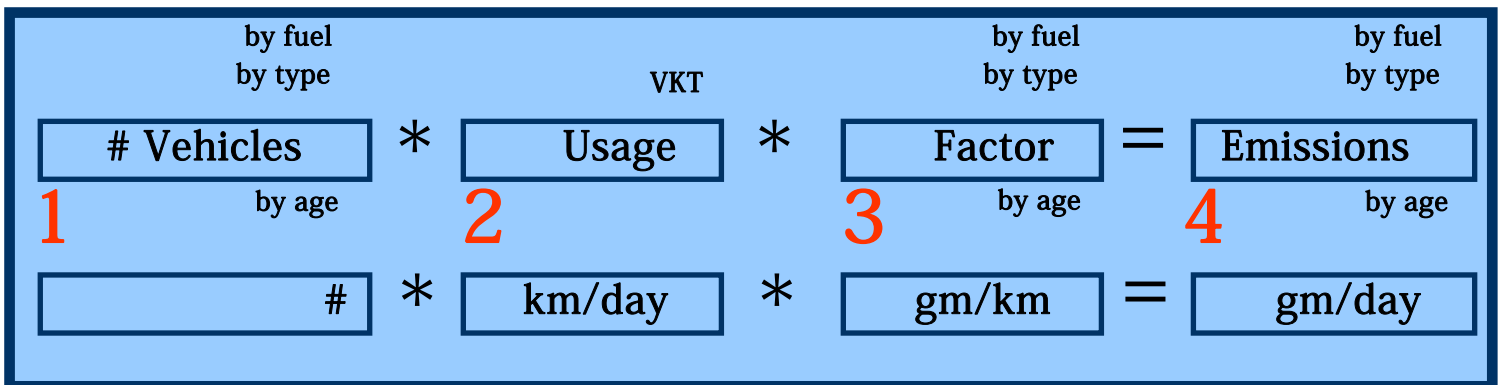 by fuel by fuel by fuel
by type VKT by type by type
# Vehicles * Usage * Factor = Emissions
1 by age 2 3 by age 4 by age
# * km/day * gm/km = gm/day